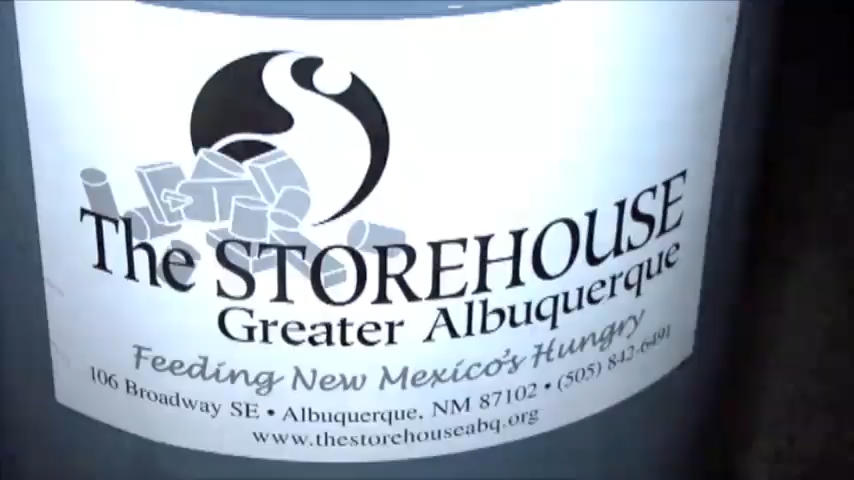 The STOREHOUSE
Greater Albuquerque
Feeding New Mexico's Hungry
106 Broadway SE • Albuquerque, NM 87102 • (505) 842-6491
www.thestorehouseabq.org